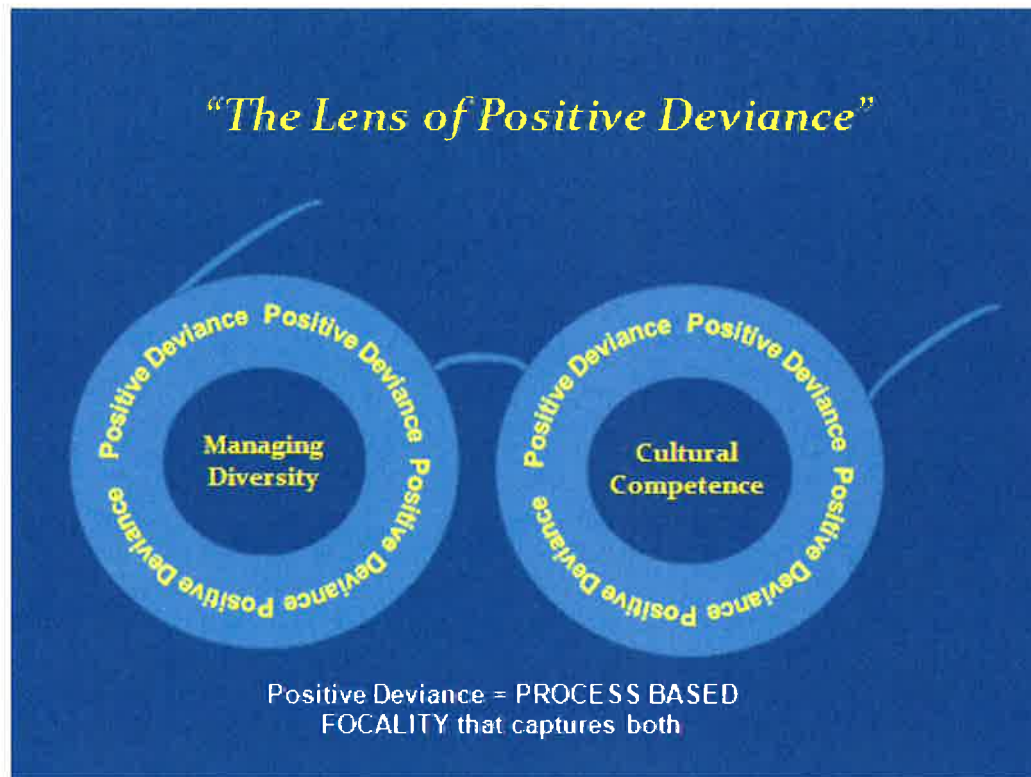 “The Lens of Positive Deviance”
Positive Deviance Positive Deviance Positive Deviance Positive Deviance
Managing
Diversity
Positive Deviance Positive Deviance Positive Deviance Positive Deviance
Cultural
Competence
Positive Deviance = PROCESS BASED
FOCALITY that captures both